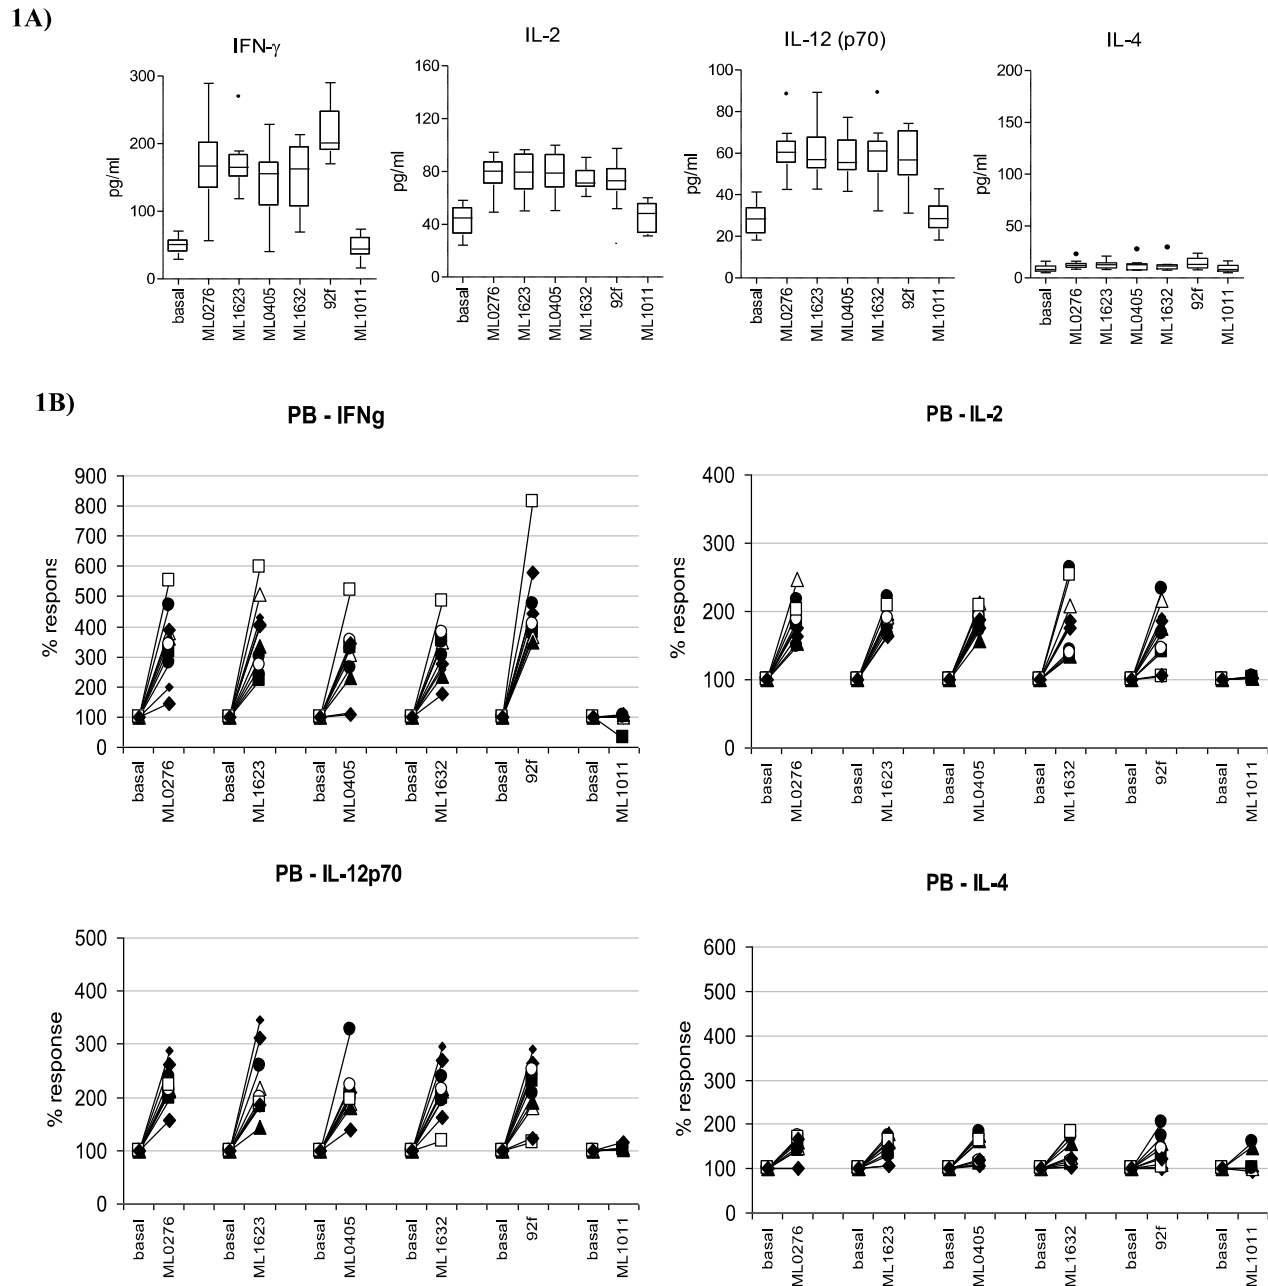 1A)
IFN-γ
IL-2
IL-12 (p70)
IL-4
pg/ml
300
200
100
0
basal
ML0276
ML1623
ML0405
ML1632
92f
ML1011
pg/ml
160
120
80
40
0
basal
ML0276
ML1623
ML0405
ML1632
92f
ML1011
pg/ml
100
80
60
40
20
0
basal
ML0276
ML1623
ML0405
ML1632
92f
ML1011
pg/ml
200
150
100
50
0
basal
ML0276
ML1623
ML0405
ML1632
92f
ML1011
1B)
PB - IFNg
% respons
900
800
700
600
500
400
300
200
100
0
basal
ML0276
basal
ML1623
basal
ML0405
basal
ML1632
basal
92f
basal
ML1011
PB - IL-2
% response
400
300
200
100
0
basal
ML0276
basal
ML1623
basal
ML0405
basal
ML1632
basal
92f
basal
ML1011
PB - IL-12p70
% response
500
400
300
200
100
0
basal
ML0276
basal
ML1623
basal
ML0405
basal
ML1632
basal
92f
basal
ML1011
PB - IL-4
% response
600
500
400
300
200
100
0
basal
ML0276
basal
ML1623
basal
ML0405
basal
ML1632
basal
92f
basal
ML1011